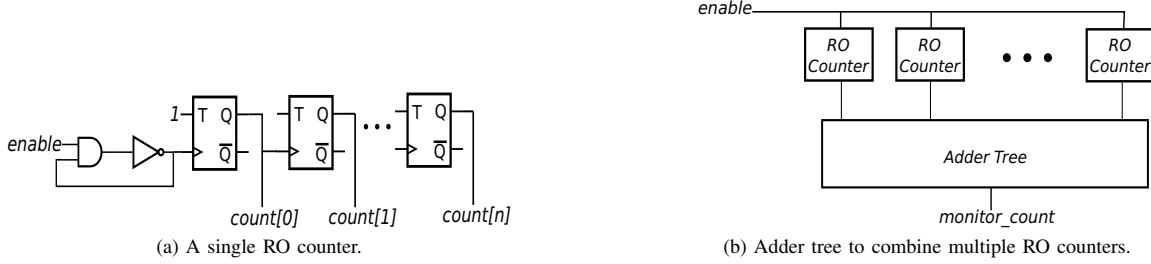 enable
1
T Q
Q
T Q
Q
T Q
Q
count[0]
count[1]
count[n]
(a) A single RO counter.
enable
RO
Counter
RO
Counter
RO
Counter
Adder Tree
monitor_count
(b) Adder tree to combine multiple RO counters.